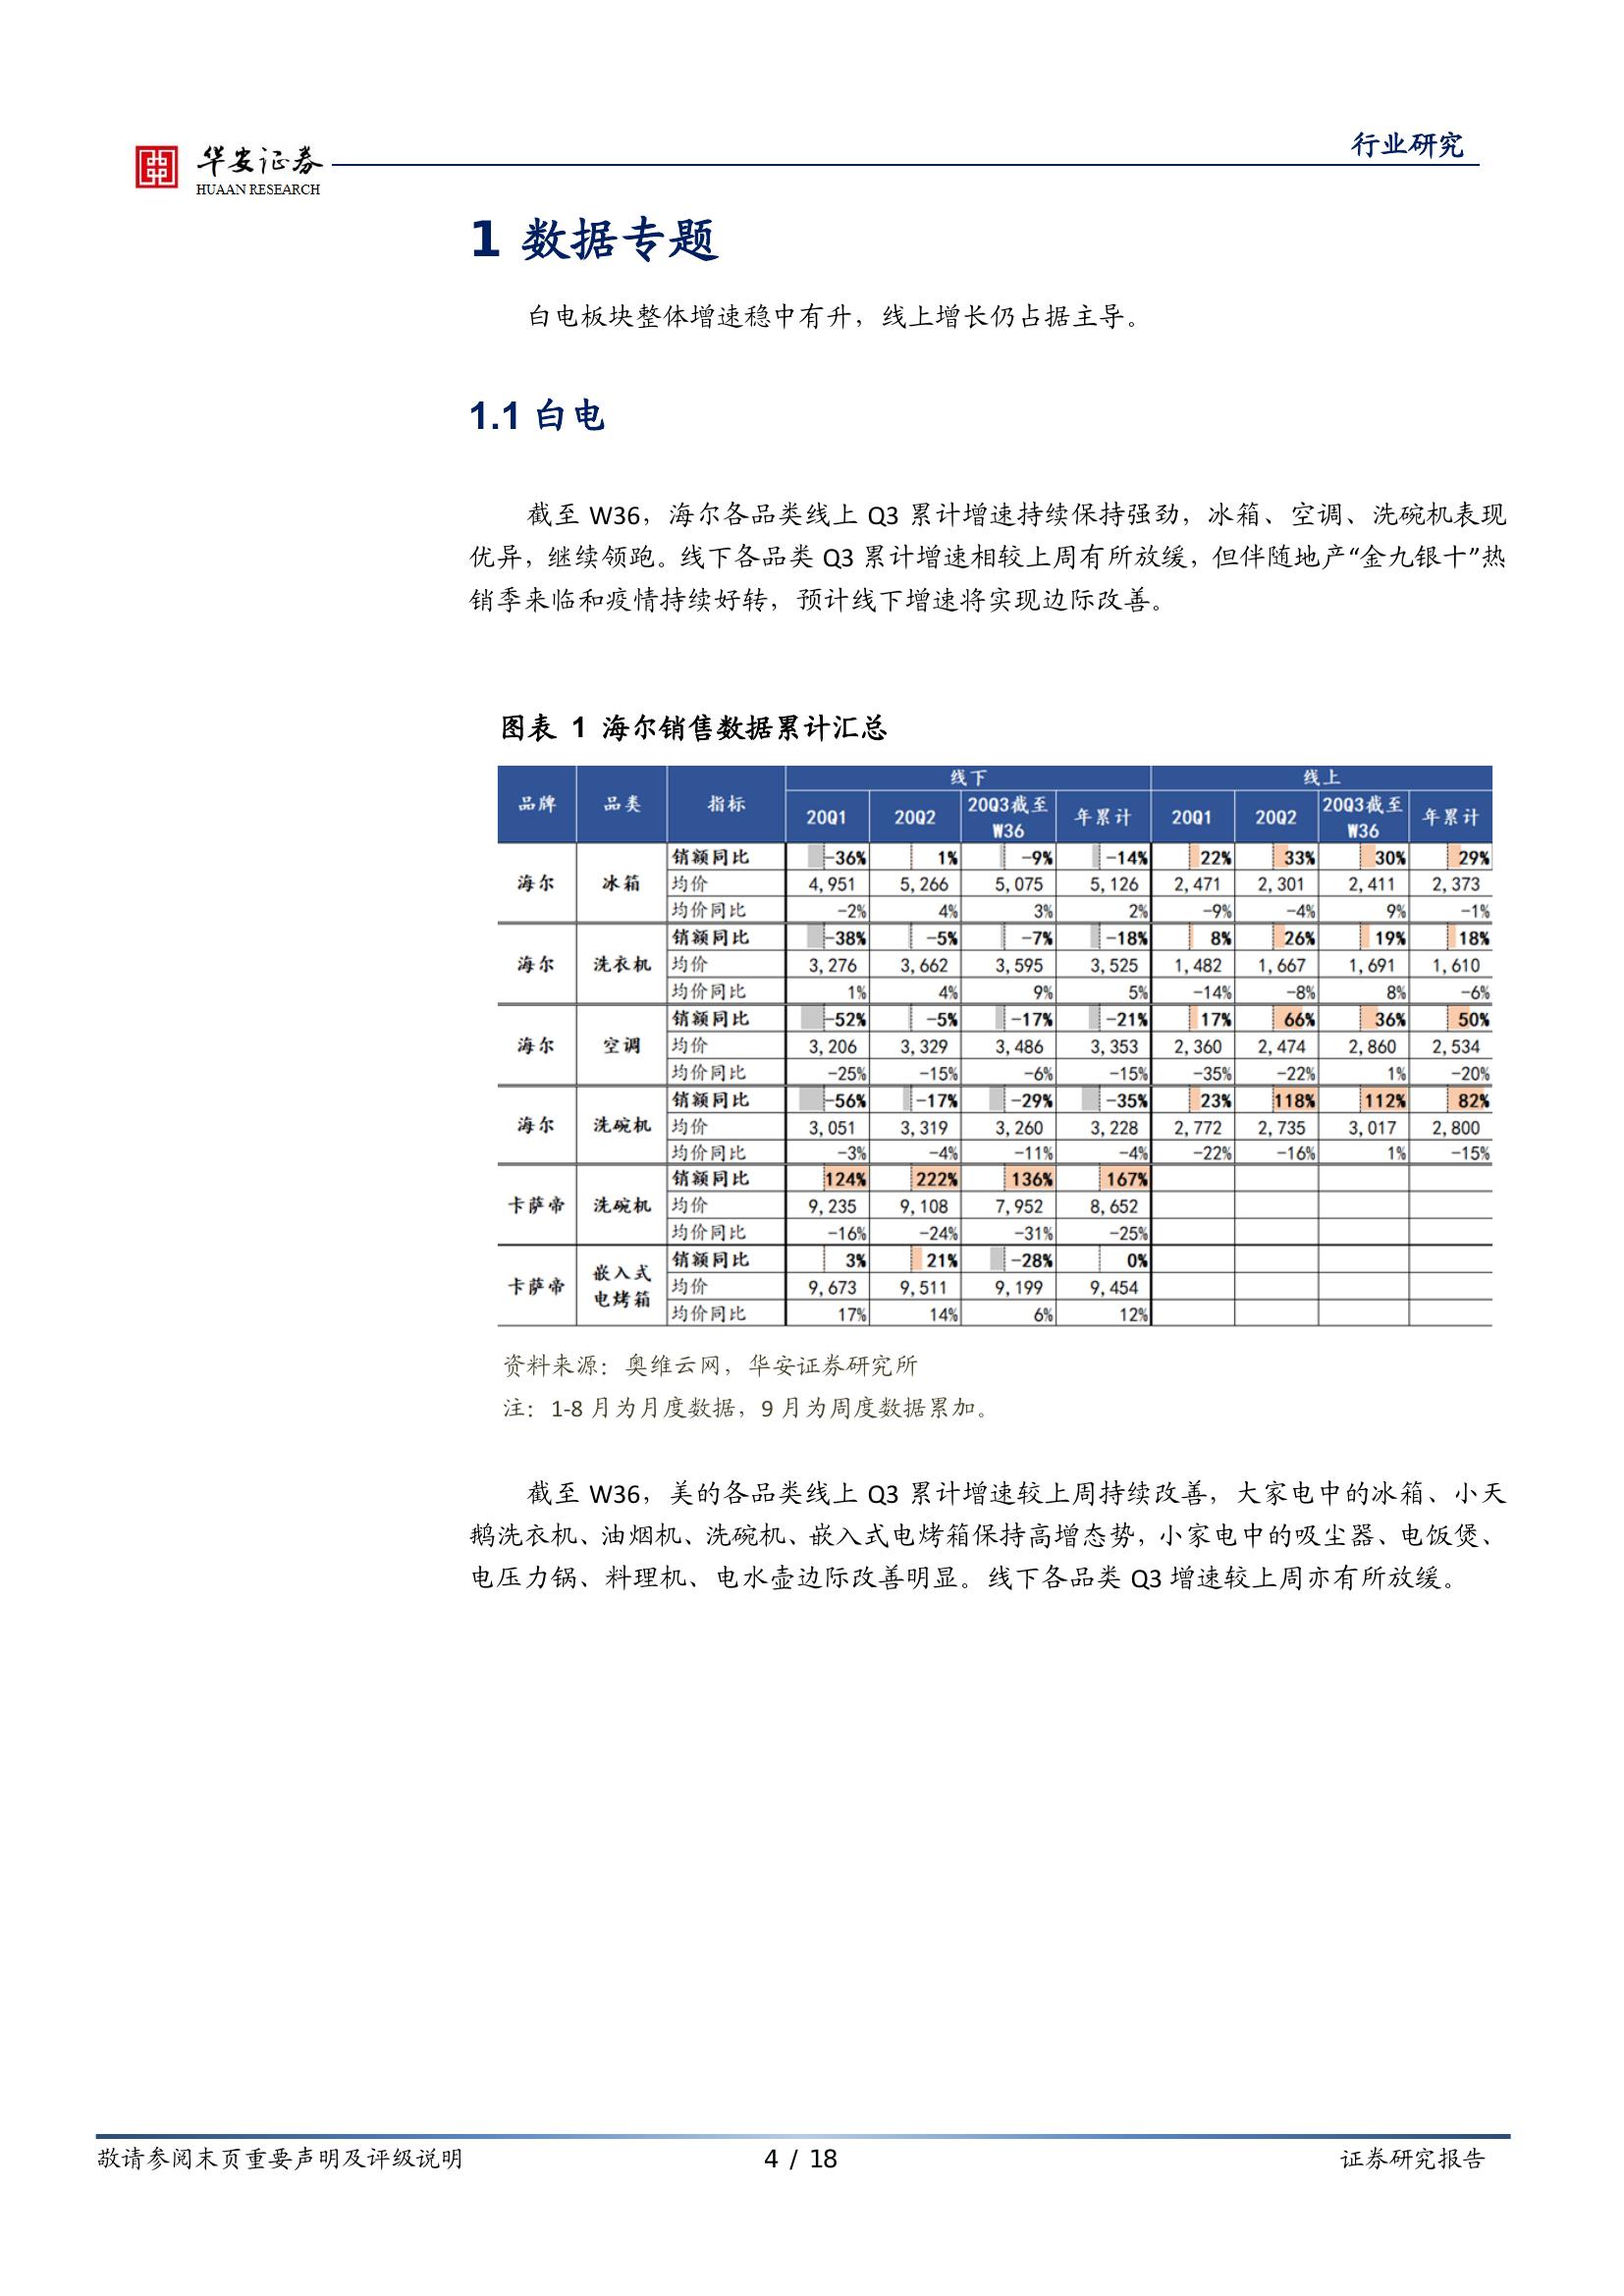 华安证券
HUAAN RESEARCH
行业研究
1 数据专题
白电板块整体增速稳中有升，线上增长仍占据主导。
1.1 白电
截至 W36，海尔各品类线上 Q3 累计增速持续保持强劲，冰箱、空调、洗碗机表现
优异，继续领跑。线下各品类 Q3 累计增速相较上周有所放缓，但伴随地产“金九银十”热
销季来临和疫情持续好转，预计线下增速将实现边际改善。
图表 1 海尔销售数据累计汇总
品牌 品类 指标 线下 线上
20Q1 20Q2 20Q3截至W36 年累计 20Q1 20Q2 20Q3截至W36 年累计
海尔 冰箱 销额同比 -36% 1% -9% -14% 22% 33% 30% 29%
均价 4,951 5,266 5,075 5,126 2,471 2,301 2,411 2,373
均价同比 -2% 4% 3% 2% -9% -4% 9% -1%
海尔 洗衣机 销额同比 -38% -5% -7% -18% 8% 26% 19% 18%
均价 3,276 3,662 3,595 3,525 1,482 1,667 1,691 1,610
均价同比 1% 4% 9% 5% -14% -8% 8% -6%
海尔 空调 销额同比 -52% -5% -17% -21% 17% 66% 36% 50%
均价 3,206 3,329 3,486 3,353 2,360 2,474 2,860 2,534
均价同比 -25% -15% -6% -15% -35% -22% 1% -20%
海尔 洗碗机 销额同比 -56% -17% -29% -35% 23% 118% 112% 82%
均价 3,051 3,319 3,260 3,228 2,772 2,735 3,017 2,800
均价同比 -3% -4% -11% -4% -22% -16% 1% -15%
卡萨帝 洗碗机 销额同比 124% 222% 136% 167%
均价 9,235 9,108 7,952 8,652
均价同比 -16% -24% -31% -25%
卡萨帝 嵌入式电烤箱 销额同比 3% 21% -28% 0%
均价 9,673 9,511 9,199 9,454
均价同比 17% 14% 6% 12%
资料来源：奥维云网，华安证券研究所
注：1-8 月为月度数据，9 月为周度数据累加。
截至 W36，美的各品类线上 Q3 累计增速较上周持续改善，大家电中的冰箱、小天
鹅洗衣机、油烟机、洗碗机、嵌入式电烤箱保持高增态势，小家电中的吸尘器、电饭煲、
电压力锅、料理机、电水壶边际改善明显。线下各品类 Q3 增速较上周亦有所放缓。
敬请参阅末页重要声明及评级说明 4 / 18 证券研究报告